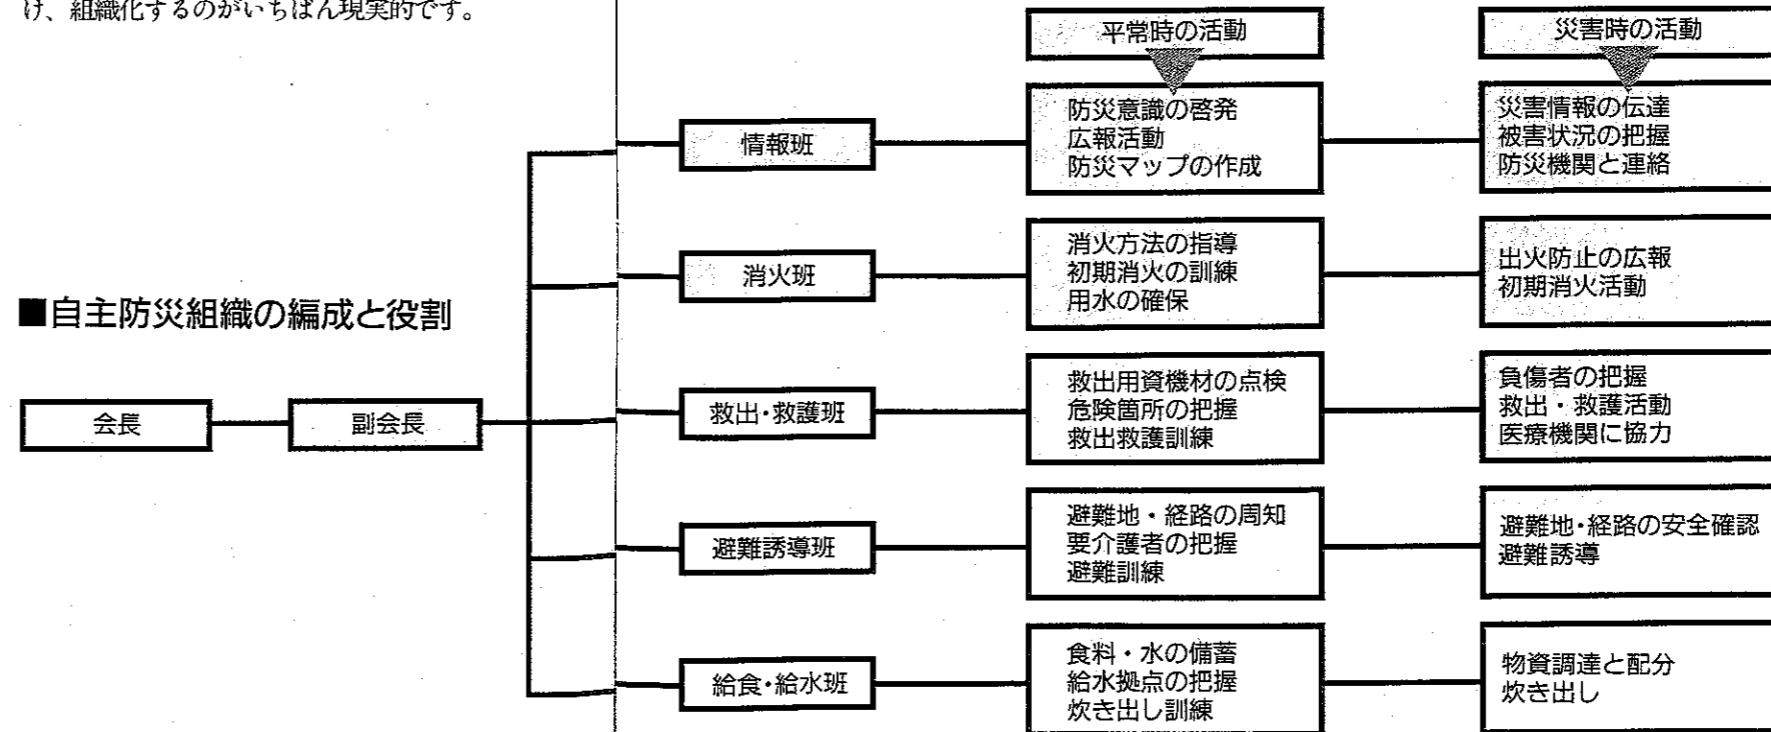 け、組織化するのがいちばん現実的です。
■自主防災組織の編成と役割
会長
副会長
平常時の活動
災害時の活動
情報班
防災意識の啓発
広報活動
防災マップの作成
災害情報の伝達
被害状況の把握
防災機関と連絡
消火班
消火方法の指導
初期消火の訓練
用水の確保
出火防止の広報
初期消火活動
救出・救護班
救出用資機材の点検
危険箇所の把握
救出救護訓練
負傷者の把握
救出・救護活動
医療機関に協力
避難誘導班
避難地・経路の周知
要介護者の把握
避難訓練
避難地・経路の安全確認
避難誘導
給食・給水班
食料・水の備蓄
給水拠点の把握
炊き出し訓練
物資調達と配分
炊き出し